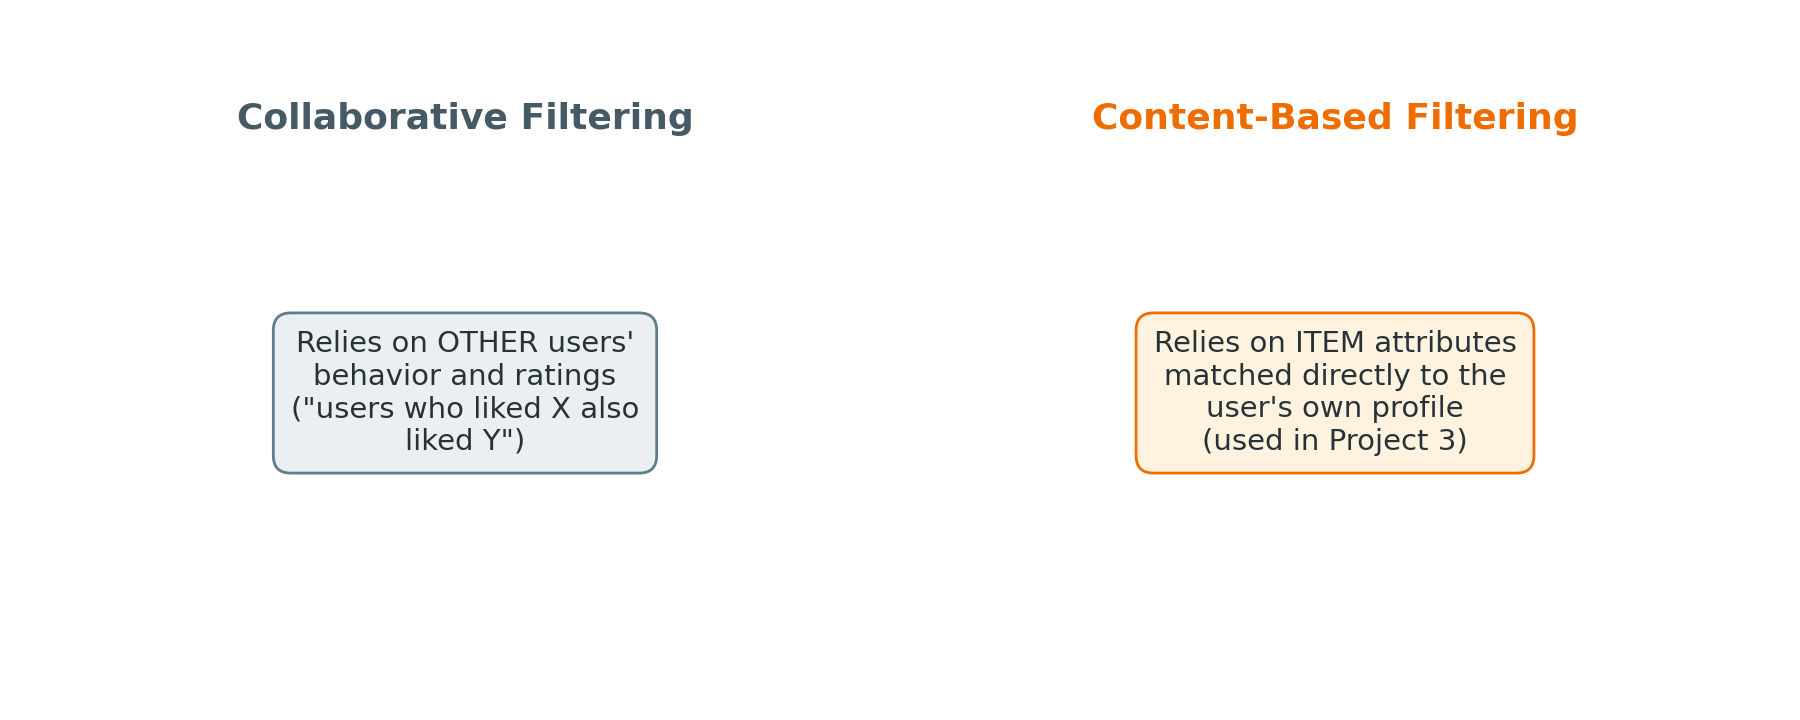 Collaborative Filtering
Relies on OTHER users'
behavior and ratings
("users who liked X also
liked Y")
Content-Based Filtering
Relies on ITEM attributes
matched directly to the
user's own profile
(used in Project 3)